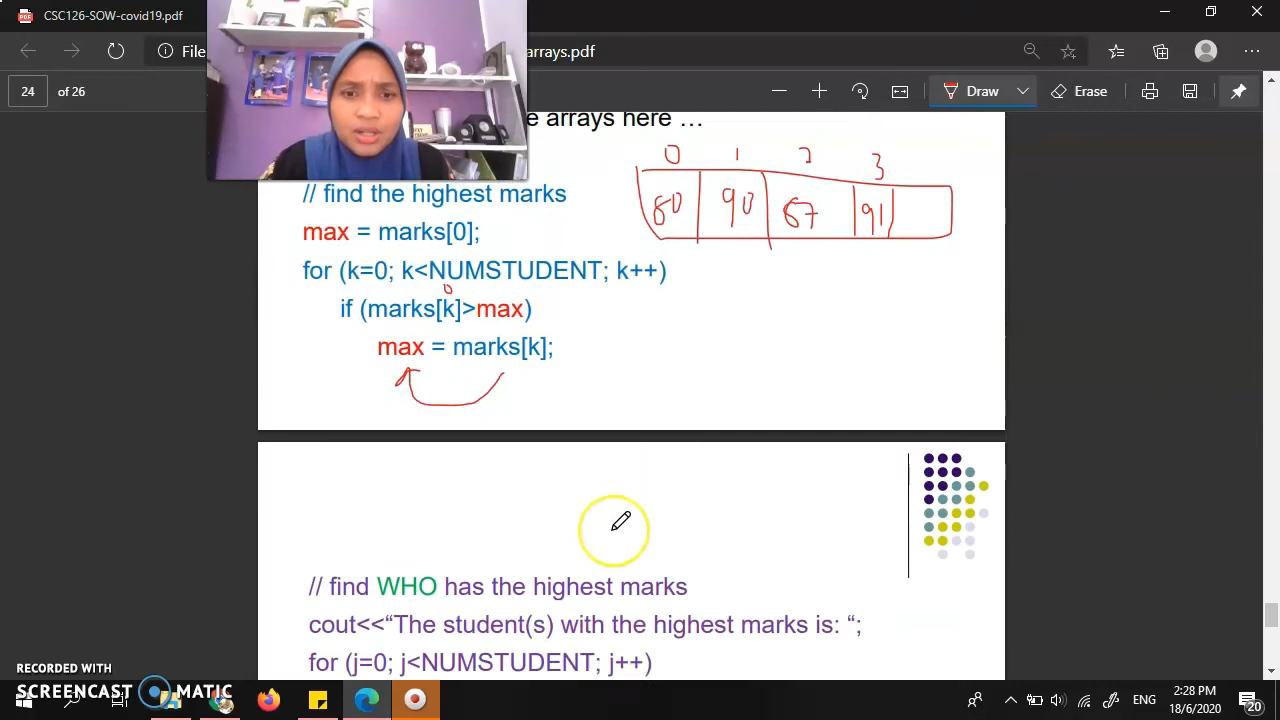 CSC126-SOW-covid19.pdf
File
arrays.pdf
24 of 26
Draw
Erase
e arrays here …
0 1 2 3
80 90 87 91
// find the highest marks
max = marks[0];
for (k=0; k<NUMSTUDENT; k++)
0
if (marks[k]>max)
max = marks[k];
// find WHO has the highest marks
cout<<“The student(s) with the highest marks is: “;
for (j=0; j<NUMSTUDENT; j++)
RECORDED WITH
SCREENCAST MATIC
ENG
2:28 PM
18/6/2020
20